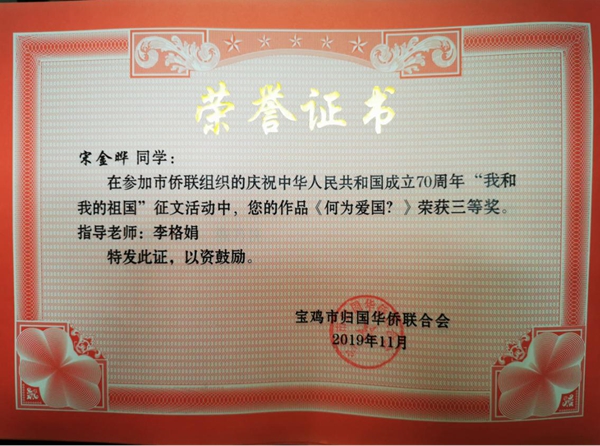 荣誉证书
宋金晔 同学：
在参加市侨联组织的庆祝中华人民共和国成立70周年“我和
我的祖国”征文活动中，您的作品《何为爱国？》荣获三等奖。
指导老师：李格娟
特发此证，以资鼓励。
宝鸡市归国华侨联合会
2019年11月